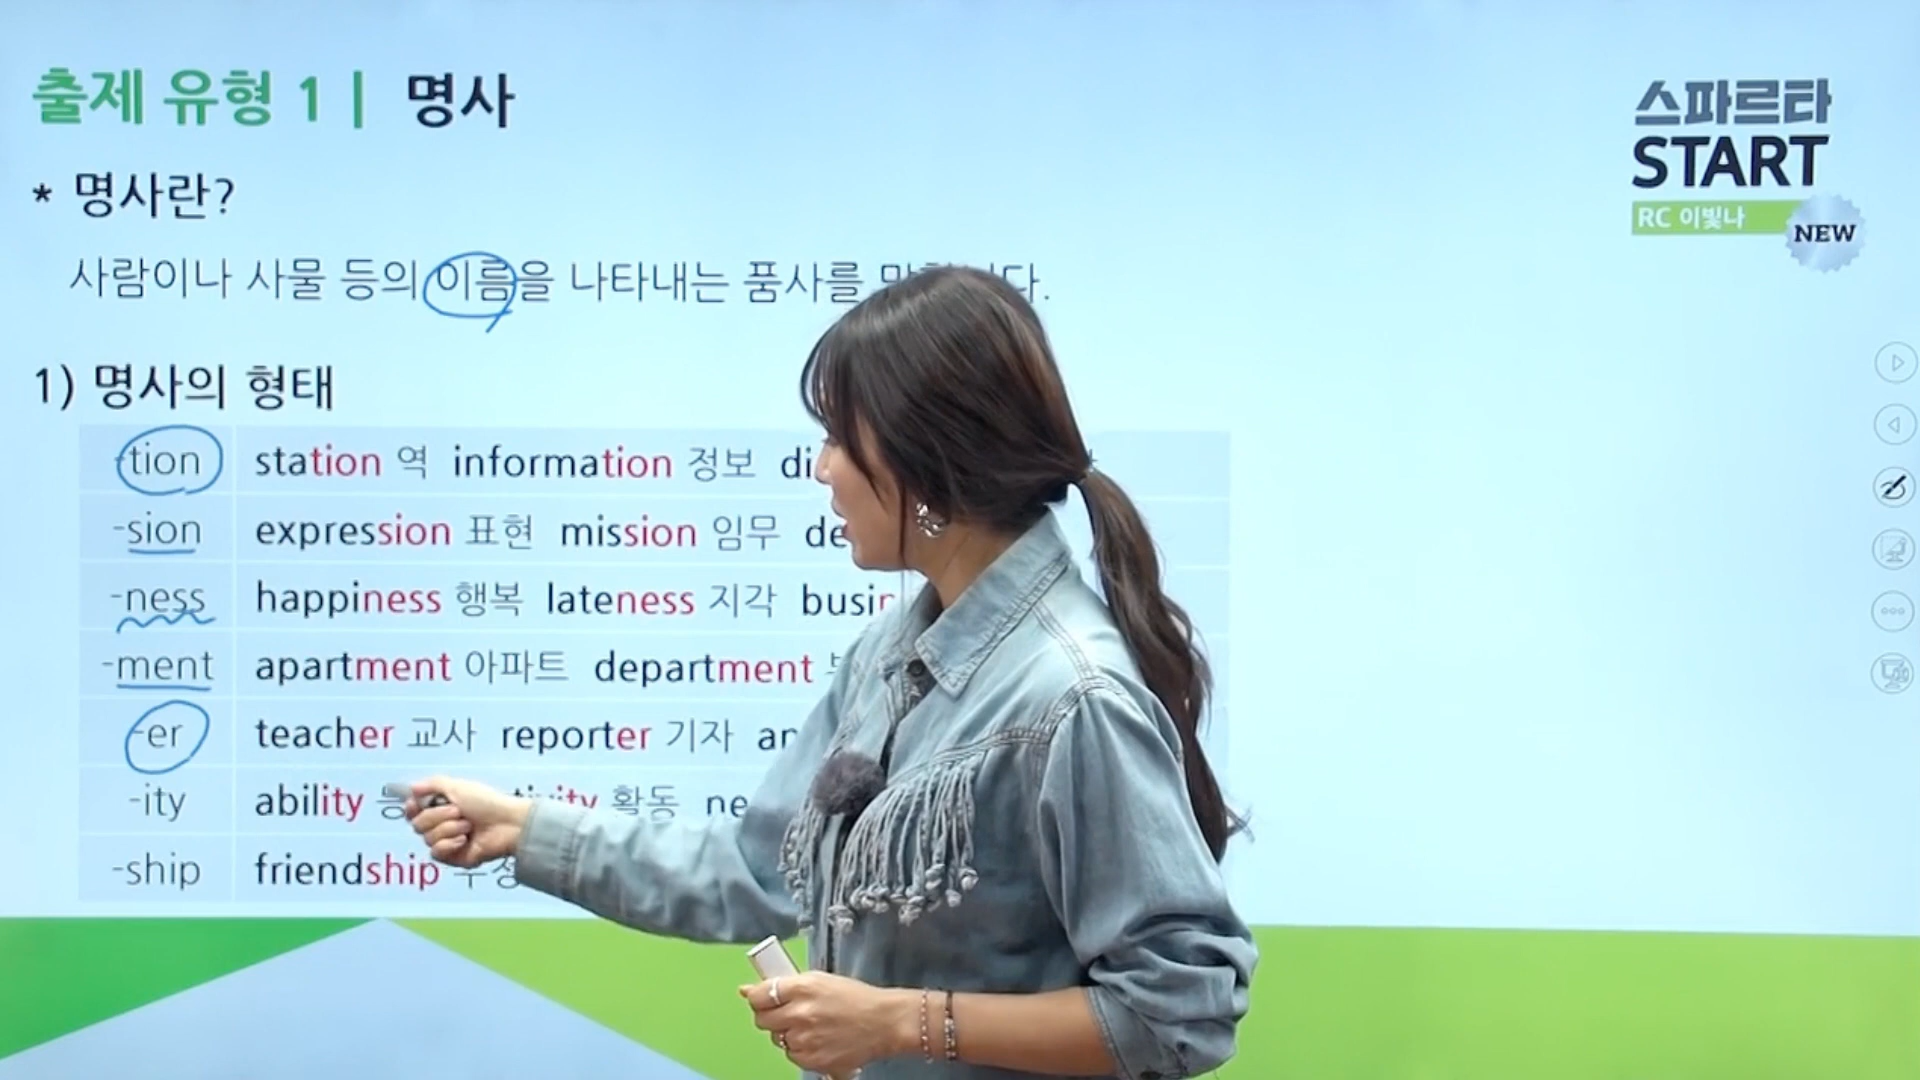 출제 유형 1 | 명사
스파르타
START
RC 이빛나
NEW
* 명사란?
사람이나 사물 등의 이름을 나타내는 품사를
1) 명사의 형태
-tion station 역 information 정보
-sion expression 표현 mission 임무
-ness happiness 행복 lateness 지각
-ment apartment 아파트 department
-er teacher 교사 reporter 기자
-ity ability 활동
-ship friendship